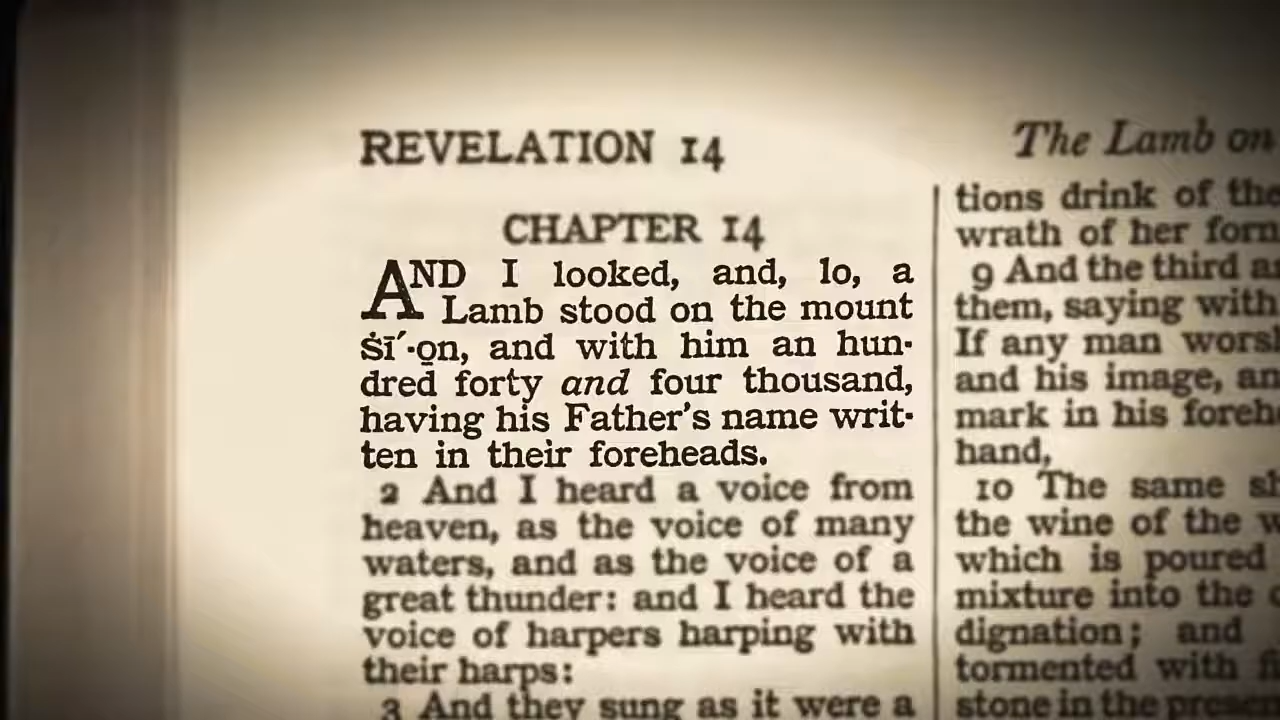 REVELATION 14
The Lamb on
CHAPTER 14
AND I looked, and, lo, a
Lamb stood on the mount
Śī′·on, and with him an hun-
dred forty and four thousand,
having his Father's name writ-
ten in their foreheads.
2 And I heard a voice from
heaven, as the voice of many
waters, and as the voice of a
great thunder: and I heard the
voice of harpers harping with
their harps:
3 And they sung as it were a
tions drink of the
wrath of her forn
9 And the third a
them, saying with
If any man wors
and his image, an
mark in his foreh
hand,
10 The same sh
the wine of the w
which is poured
mixture into the c
dignation; and
tormented with fi
stone in the presen